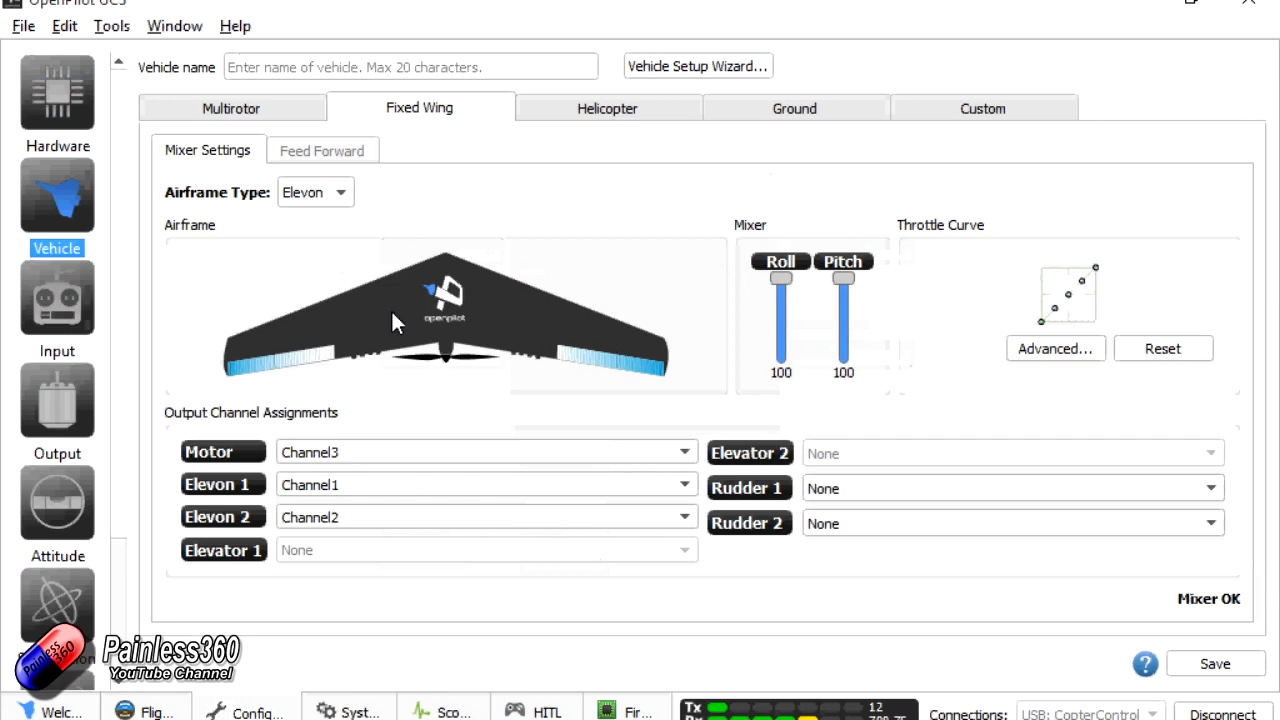 OpenPilot GCS
File Edit Tools Window Help
Vehicle name Enter name of vehicle. Max 20 characters. Vehicle Setup Wizard...
Multirotor Fixed Wing Helicopter Ground Custom
Hardware
Mixer Settings Feed Forward
Airframe Type: Elevon
Airframe Mixer Throttle Curve
Vehicle
Roll Pitch
openpilot
Input
Advanced... Reset
100 100
Output Channel Assignments
Motor Channel3 Elevator 2 None
Output
Elevon 1 Channel1 Rudder 1 None
Elevon 2 Channel2 Rudder 2 None
Elevator 1 None
Attitude
Mixer OK
Painless360
Painless360
YouTube Channel
Save
Welc... Flig... Config... Syst... Sco... HITL Fir... Tx 12 Connections: USB: CopterControl Disconnect